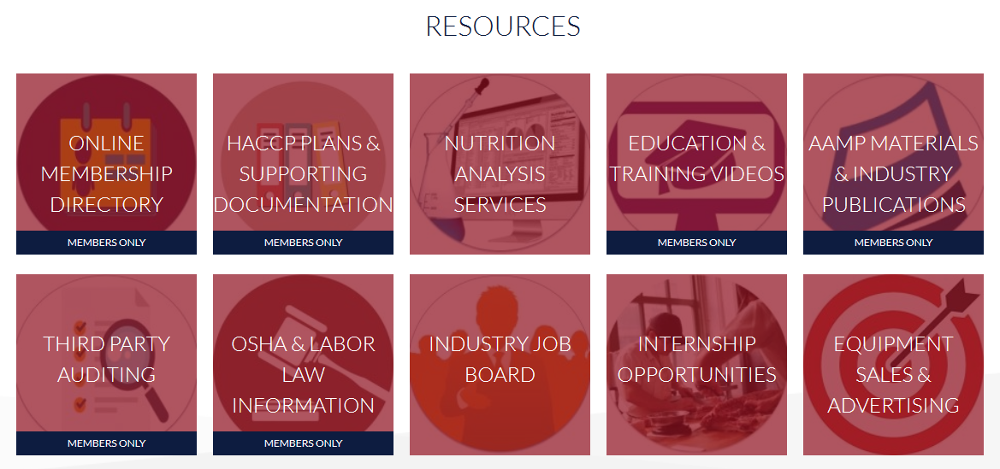 RESOURCES
ONLINE
MEMBERSHIP
DIRECTORY
MEMBERS ONLY
HACCP PLANS &
SUPPORTING
DOCUMENTATION
MEMBERS ONLY
NUTRITION
ANALYSIS
SERVICES
EDUCATION &
TRAINING VIDEOS
MEMBERS ONLY
AAMP MATERIALS
& INDUSTRY
PUBLICATIONS
MEMBERS ONLY
THIRD PARTY
AUDITING
MEMBERS ONLY
OSHA & LABOR
LAW
INFORMATION
MEMBERS ONLY
INDUSTRY JOB
BOARD
INTERNSHIP
OPPORTUNITIES
EQUIPMENT
SALES &
ADVERTISING